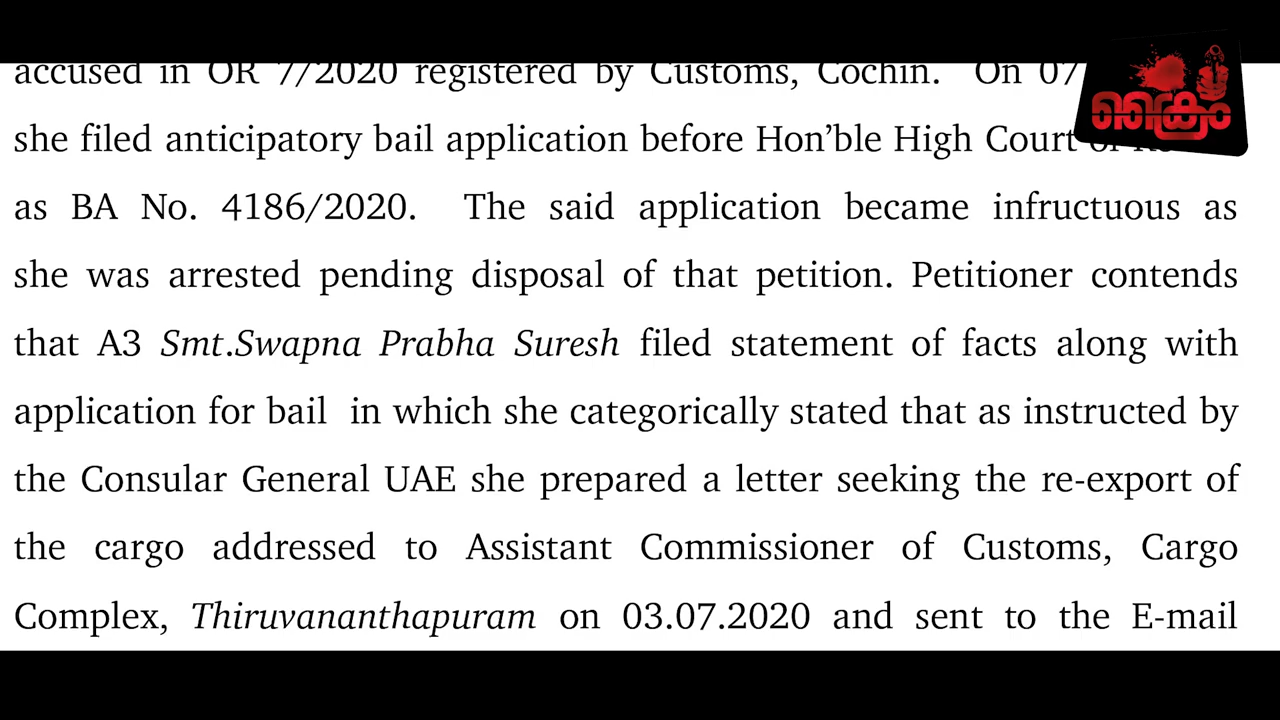 accused in OR 7/2020 registered by Customs, Cochin. On 07
ക്രൈം
she filed anticipatory bail application before Hon’ble High Court of
as BA No. 4186/2020. The said application became infructuous as
she was arrested pending disposal of that petition. Petitioner contends
that A3 Smt.Swapna Prabha Suresh filed statement of facts along with
application for bail in which she categorically stated that as instructed by
the Consular General UAE she prepared a letter seeking the re-export of
the cargo addressed to Assistant Commissioner of Customs, Cargo
Complex, Thiruvananthapuram on 03.07.2020 and sent to the E-mail